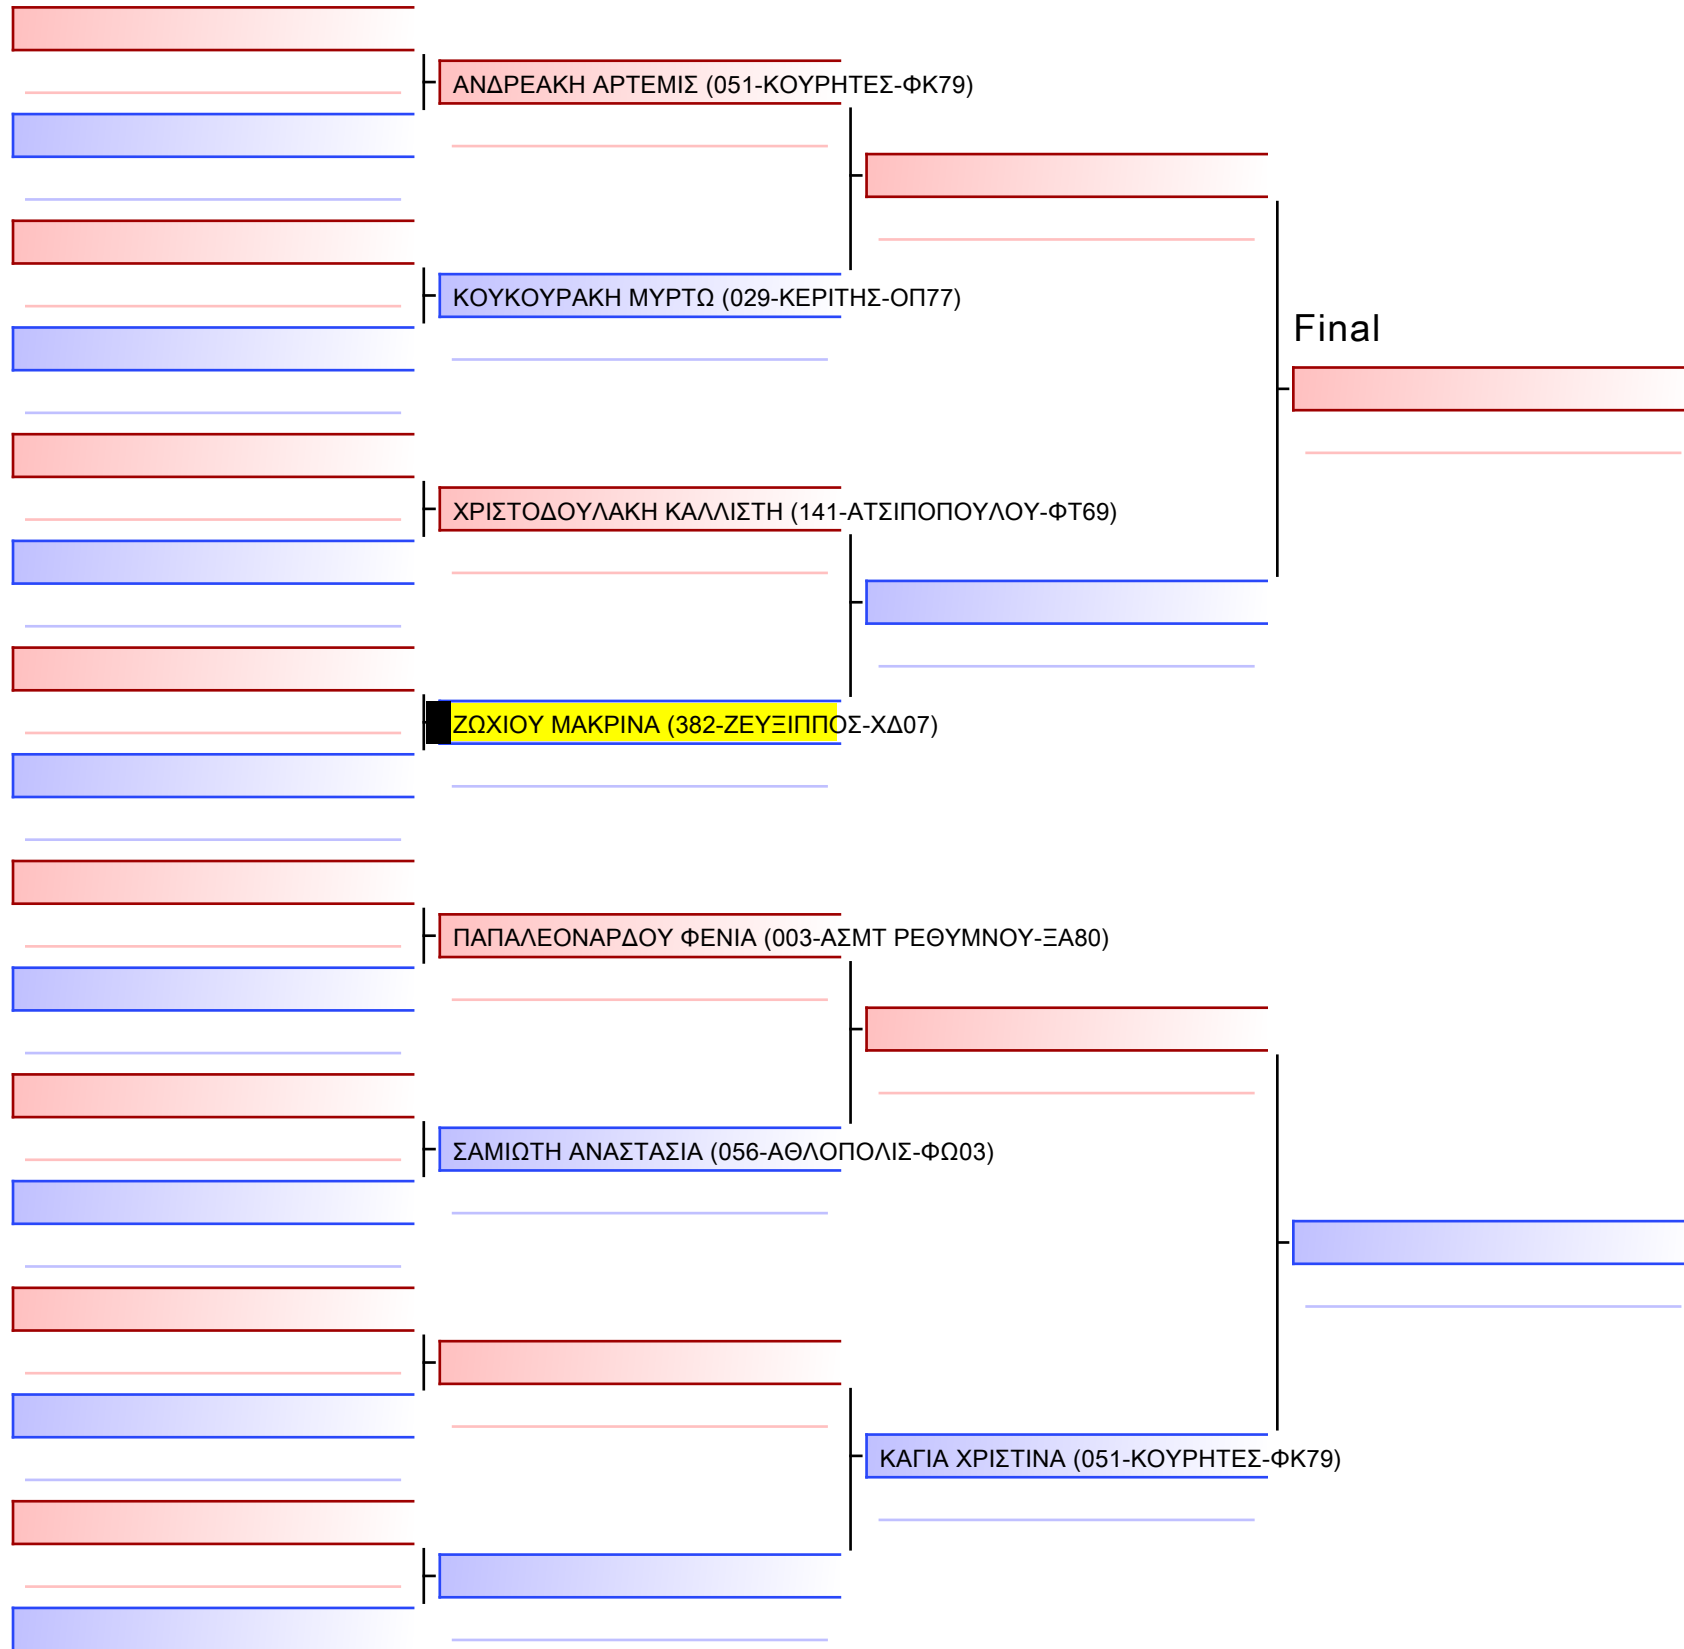 ΑΝΔΡΕΑΚΗ ΑΡΤΕΜΙΣ (051-ΚΟΥΡΗΤΕΣ-ΦΚ79)
ΚΟΥΚΟΥΡΑΚΗ ΜΥΡΤΩ (029-ΚΕΡΙΤΗΣ-ΟΠ77)
Final
ΧΡΙΣΤΟΔΟΥΛΑΚΗ ΚΑΛΛΙΣΤΗ (141-ΑΤΣΙΠΟΠΟΥΛΟΥ-ΦΤ69)
ΖΩΧΙΟΥ ΜΑΚΡΙΝΑ (382-ΖΕΥΞΙΠΠΟΣ-ΧΔ07)
ΠΑΠΑΛΕΟΝΑΡΔΟΥ ΦΕΝΙΑ (003-ΑΣΜΤ ΡΕΘΥΜΝΟΥ-ΞΑ80)
ΣΑΜΙΩΤΗ ΑΝΑΣΤΑΣΙΑ (056-ΑΘΛΟΠΟΛΙΣ-ΦΩ03)
ΚΑΓΙΑ ΧΡΙΣΤΙΝΑ (051-ΚΟΥΡΗΤΕΣ-ΦΚ79)